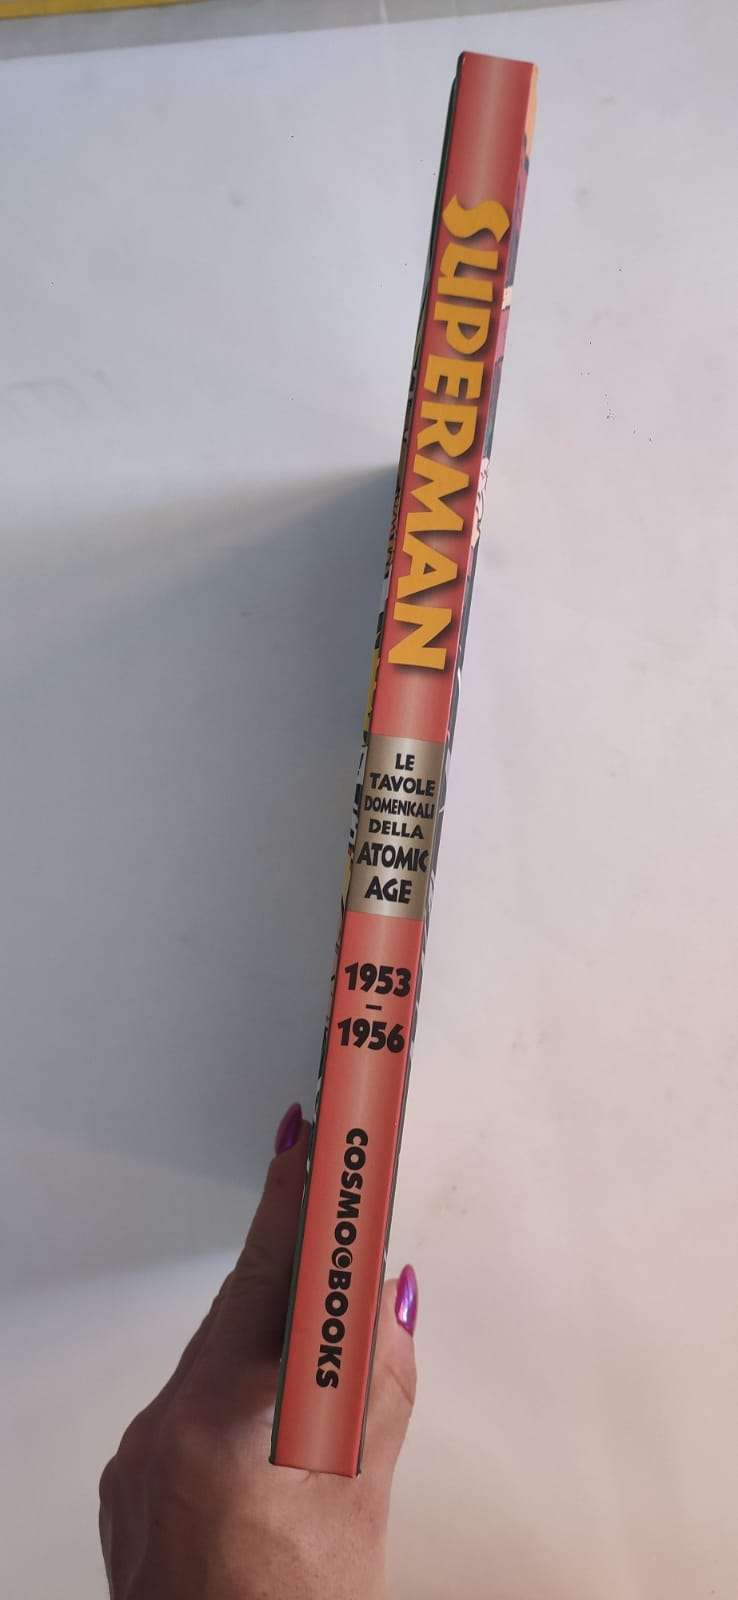 SUPERMAN
LE
TAVOLE
DOMENICALI
DELLA
ATOMIC
AGE
1953
–
1956
COSMO BOOKS